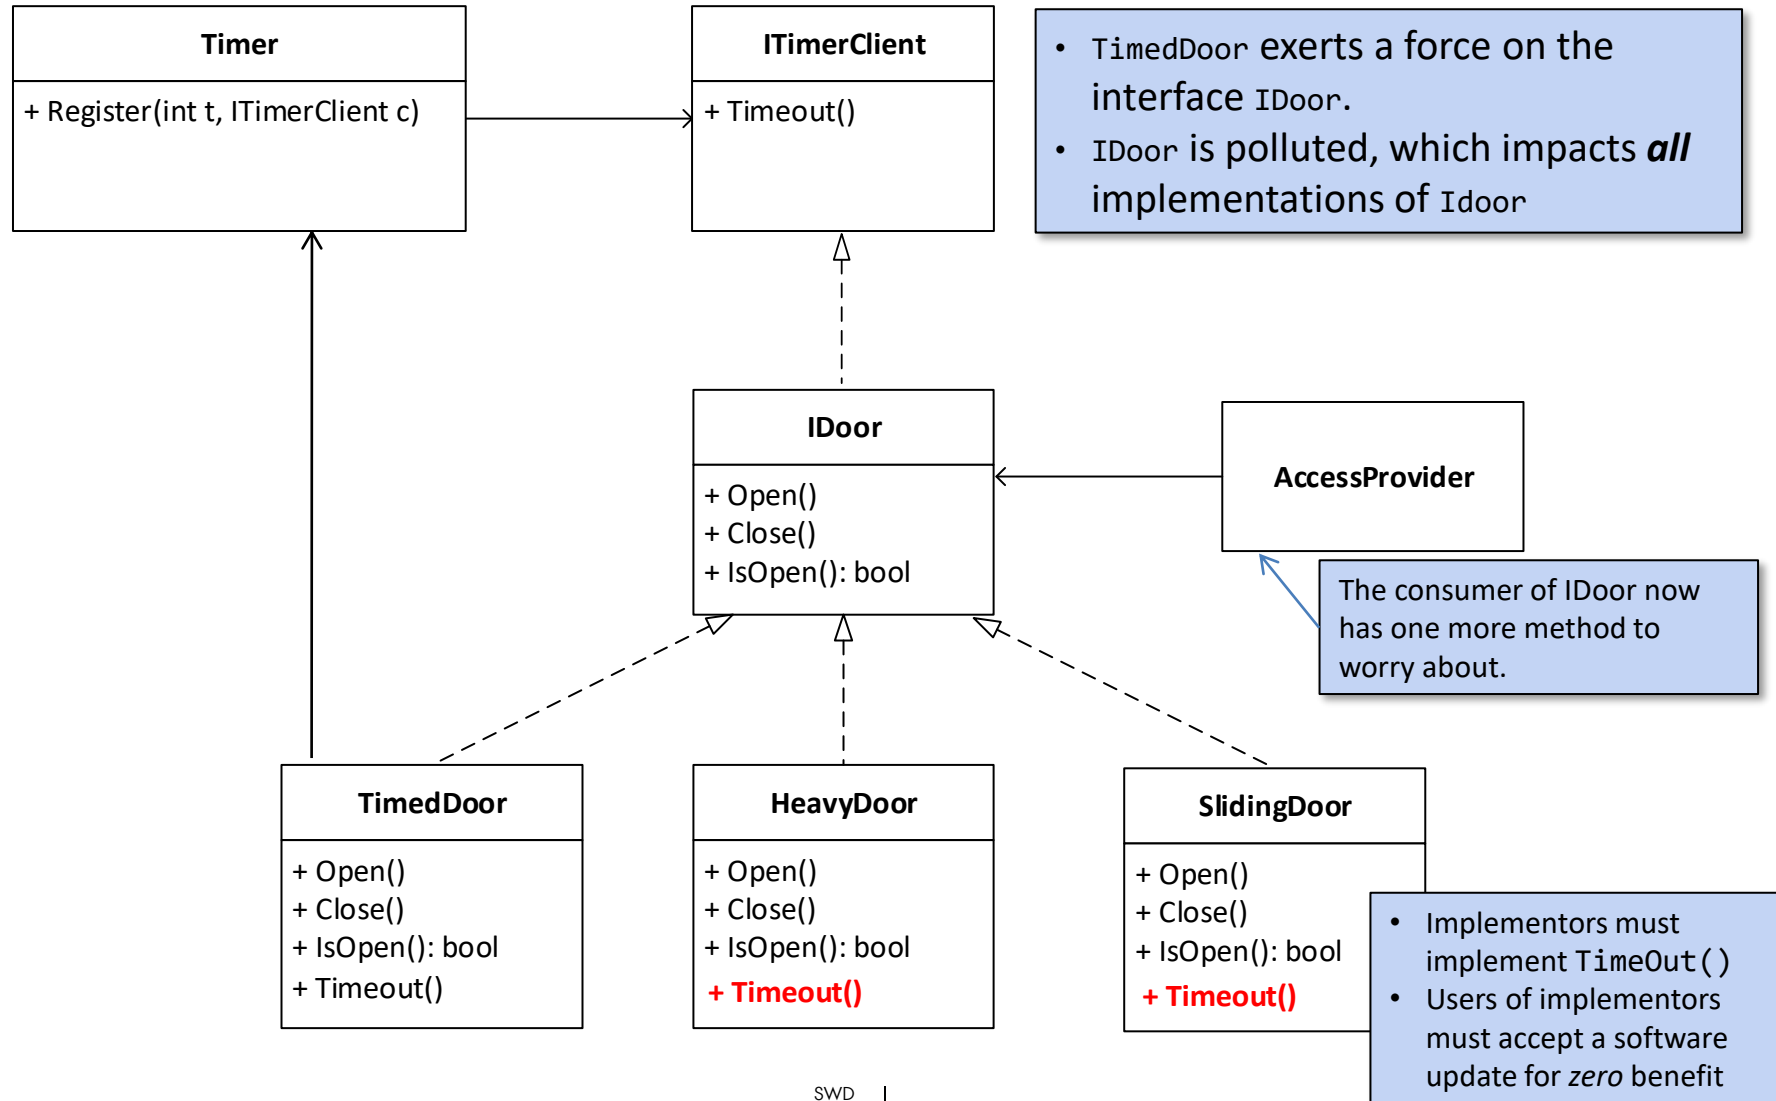 Timer
+ Register(int t, ITimerClient c)
ITimerClient
+ Timeout()
• TimedDoor exerts a force on the
interface IDoor.
• IDoor is polluted, which impacts all
implementations of Idoor
IDoor
+ Open()
+ Close()
+ IsOpen(): bool
AccessProvider
The consumer of IDoor now
has one more method to
worry about.
TimedDoor
+ Open()
+ Close()
+ IsOpen(): bool
+ Timeout()
HeavyDoor
+ Open()
+ Close()
+ IsOpen(): bool
+ Timeout()
SlidingDoor
+ Open()
+ Close()
+ IsOpen(): bool
+ Timeout()
• Implementors must
implement TimeOut()
• Users of implementors
must accept a software
update for zero benefit
SWD